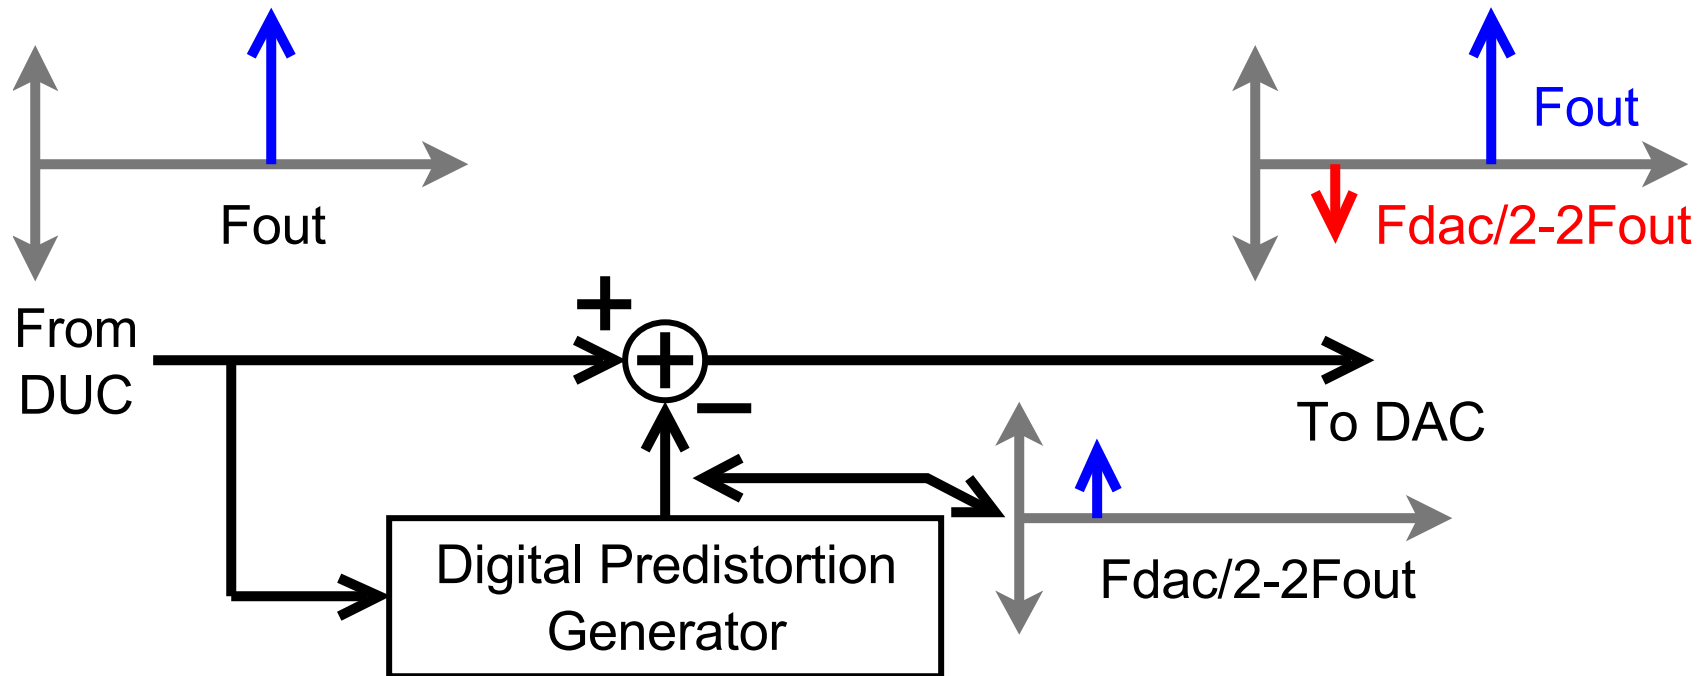 Fout
Fout
Fdac/2-2Fout
From
DUC
+
+
−
To DAC
Digital Predistortion
Generator
Fdac/2-2Fout